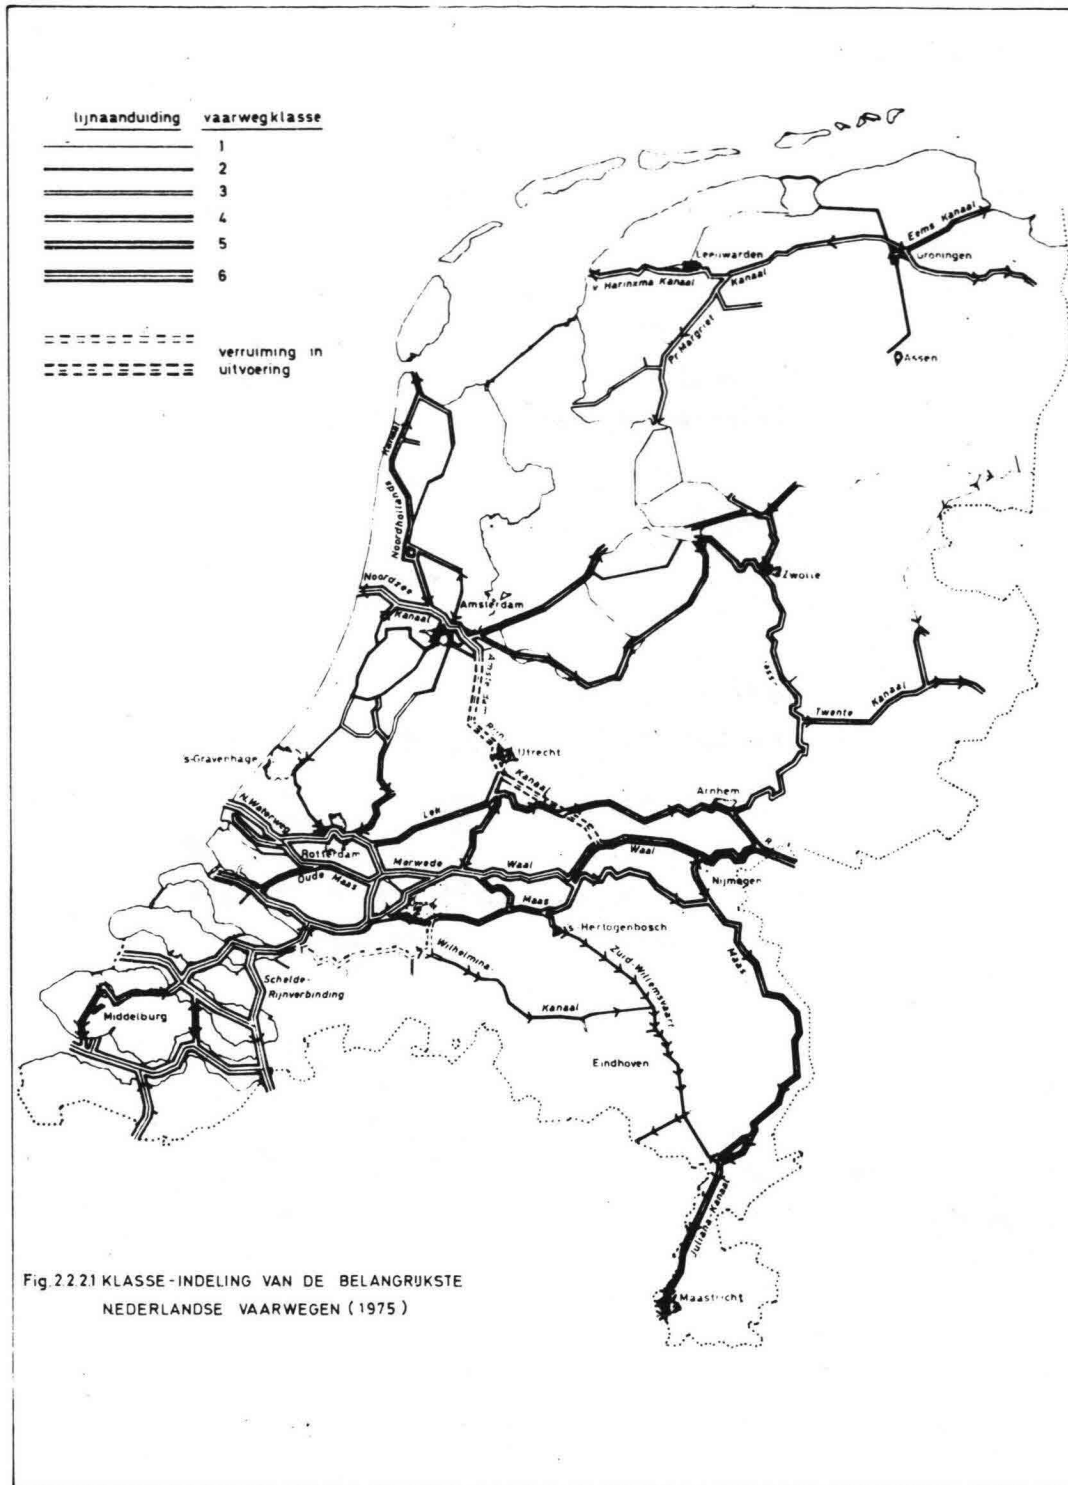 lijnaanduiding vaarwegklasse
1
2
3
4
5
6
verruiming in
uitvoering
Eems Kanaal
Groningen
Leeuwarden
v. Harinxma Kanaal
Kanaal
Pr. Margriet
Assen
Kanaal
Noordhollands
Noordzee
Kanaal
Amsterdam
Zwolle
Amsterdam
Rijn
Kanaal
Utrecht
Twente
Kanaal
's-Gravenhage
Arnhem
N. Waterweg
Lek
Rotterdam
Merwede
Waal
Waal
Oude Maas
Nijmegen
Maas
's-Hertogenbosch
Wilhelmina-
Zuid-Willemsvaart
Maas
Kanaal
Schelde-
Rijnverbinding
Middelburg
Eindhoven
Juliana-Kanaal
Maastricht
Fig. 2.2.2.1 KLASSE-INDELING VAN DE BELANGRIJKSTE
NEDERLANDSE VAARWEGEN (1975)